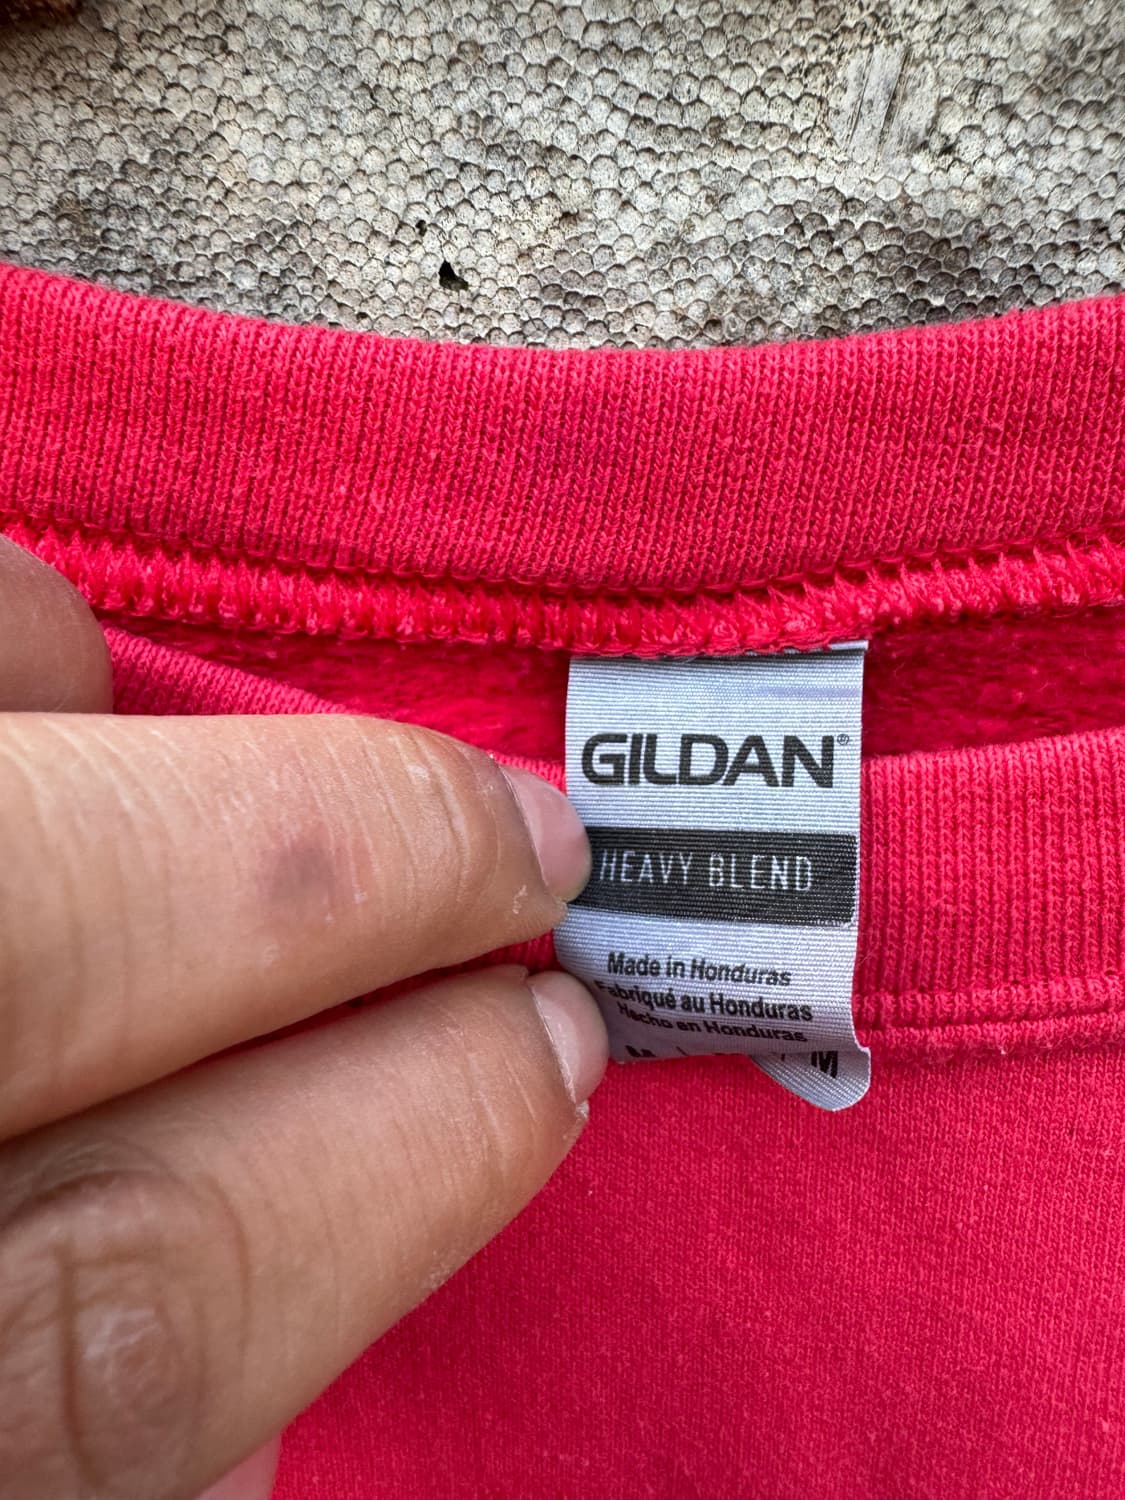 GILDAN®
HEAVY BLEND
Made in Honduras
Fabriqué au Honduras
Hecho en Honduras
M M